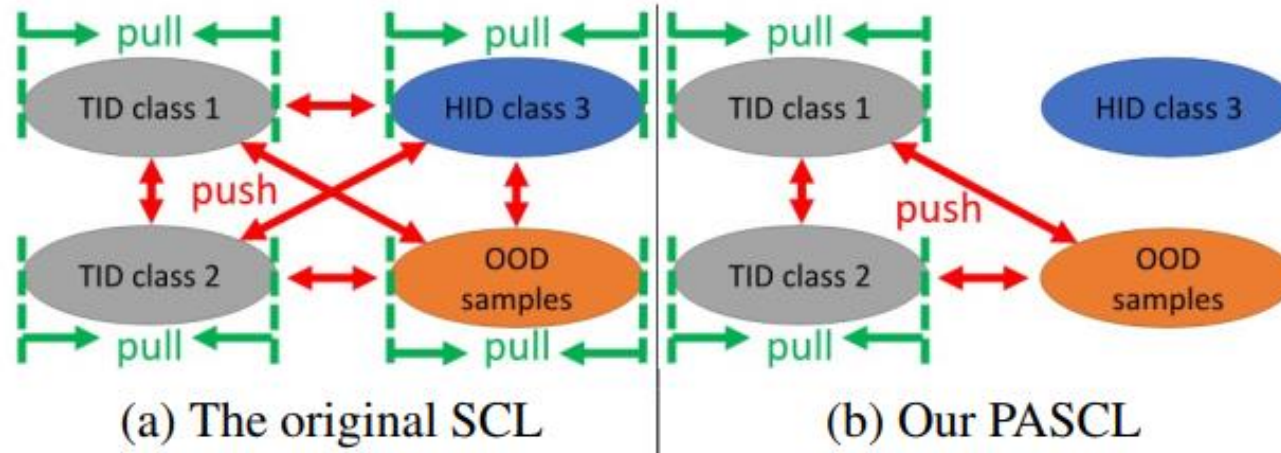 pull pull pull
TID class 1 HID class 3 TID class 1 HID class 3
push push
TID class 2 OOD samples TID class 2 OOD samples
pull pull pull
(a) The original SCL (b) Our PASCL